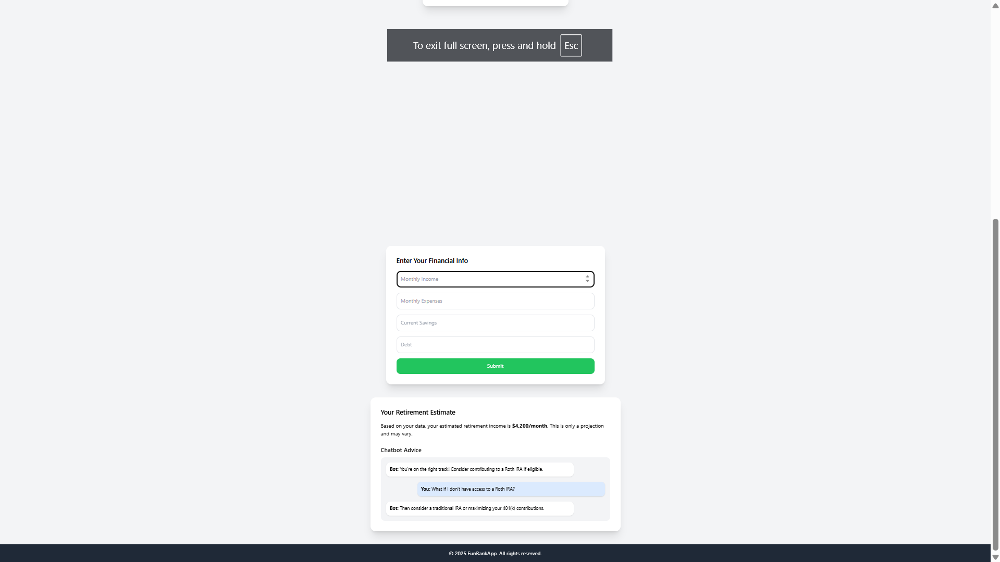 To exit full screen, press and hold Esc
Enter Your Financial Info
Monthly Income
Monthly Expenses
Current Savings
Debt
Submit
Your Retirement Estimate
Based on your data, your estimated retirement income is $4,200/month. This is only a projection
and may vary.
Chatbot Advice
Bot: You're on the right track! Consider contributing to a Roth IRA if eligible.
You: What if I don't have access to a Roth IRA?
Bot: Then consider a traditional IRA or maximizing your 401(k) contributions.
© 2025 FunBankApp. All rights reserved.